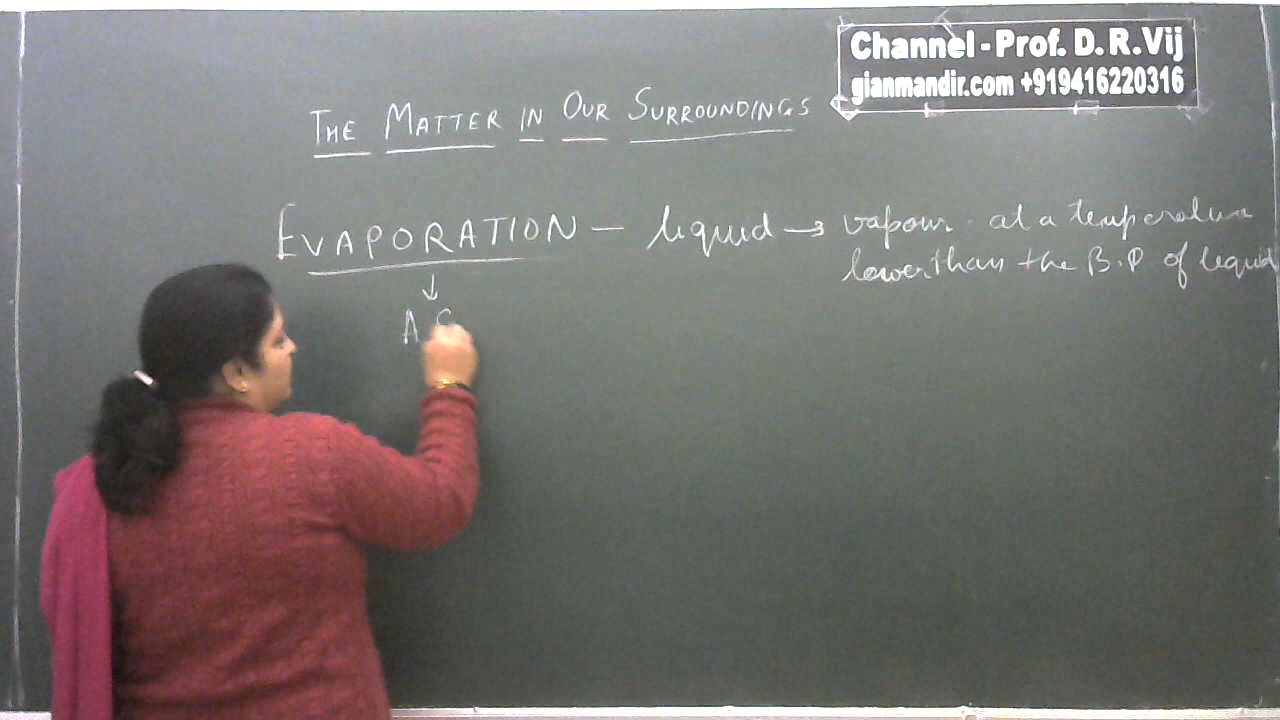 Channel - Prof. D. R. Vij
gianmandir.com +919416220316
THE MATTER IN OUR SURROUNDINGS
EVAPORATION — liquid → vapour. at a temperature
lower than the B.P of liquid
↓
A